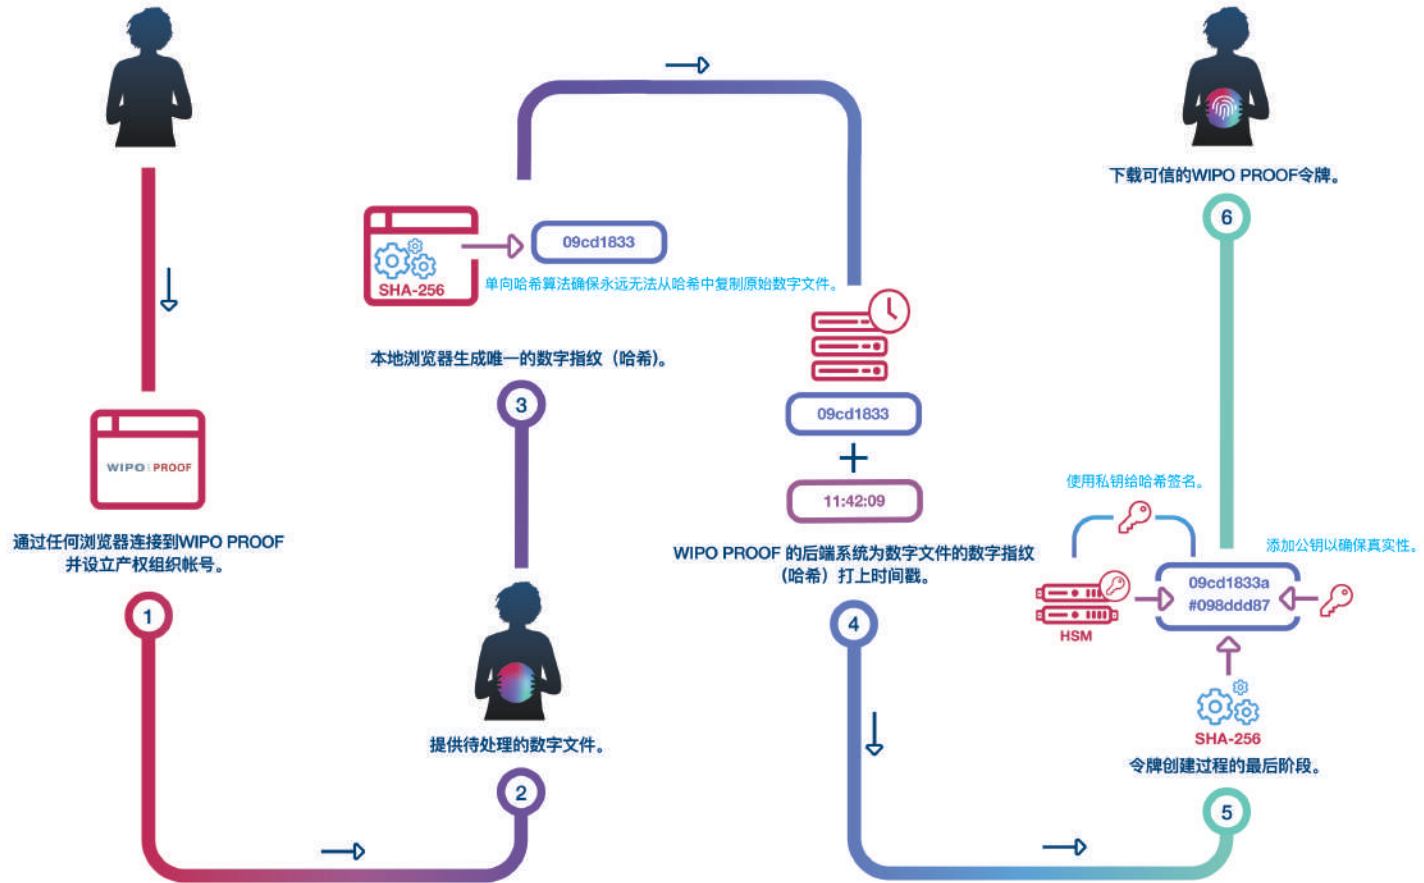 WIPO | PROOF
通过任何浏览器连接到WIPO PROOF
并设立产权组织帐号。
1
2
提供待处理的数字文件。
3
本地浏览器生成唯一的数字指纹（哈希）。
SHA-256
09cd1833
单向哈希算法确保永远无法从哈希中复制原始数字文件。
09cd1833
11:42:09
WIPO PROOF 的后端系统为数字文件的数字指纹
（哈希）打上时间戳。
4
5
令牌创建过程的最后阶段。
SHA-256
HSM
09cd1833a
#098ddd87
使用私钥给哈希签名。
添加公钥以确保真实性。
6
下载可信的WIPO PROOF令牌。